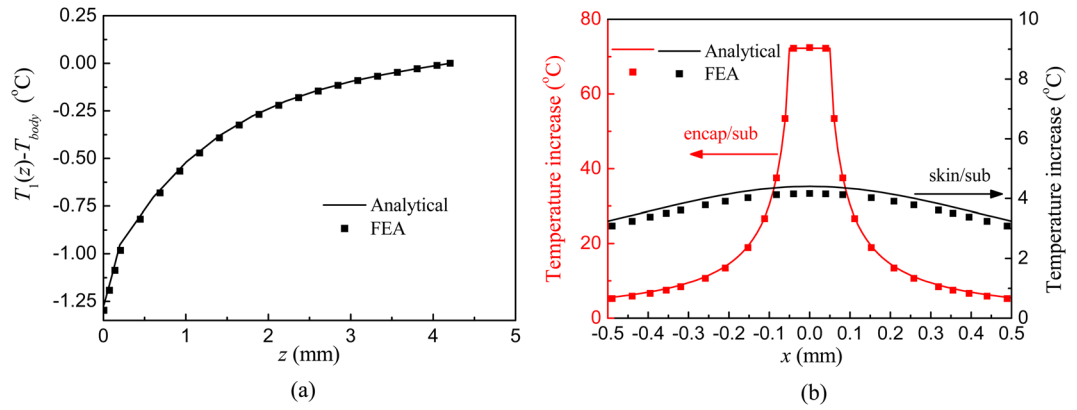 0.25
0.00
-0.25
-0.50
-0.75
-1.00
-1.25
T1(z)-Tbody (°C)
Analytical
FEA
0 1 2 3 4 5
z (mm)
(a)
80
60
40
20
0
Temperature increase (°C)
Analytical
FEA
encap/sub
skin/sub
10
8
6
4
2
0
Temperature increase (°C)
-0.5 -0.4 -0.3 -0.2 -0.1 0.0 0.1 0.2 0.3 0.4 0.5
x (mm)
(b)